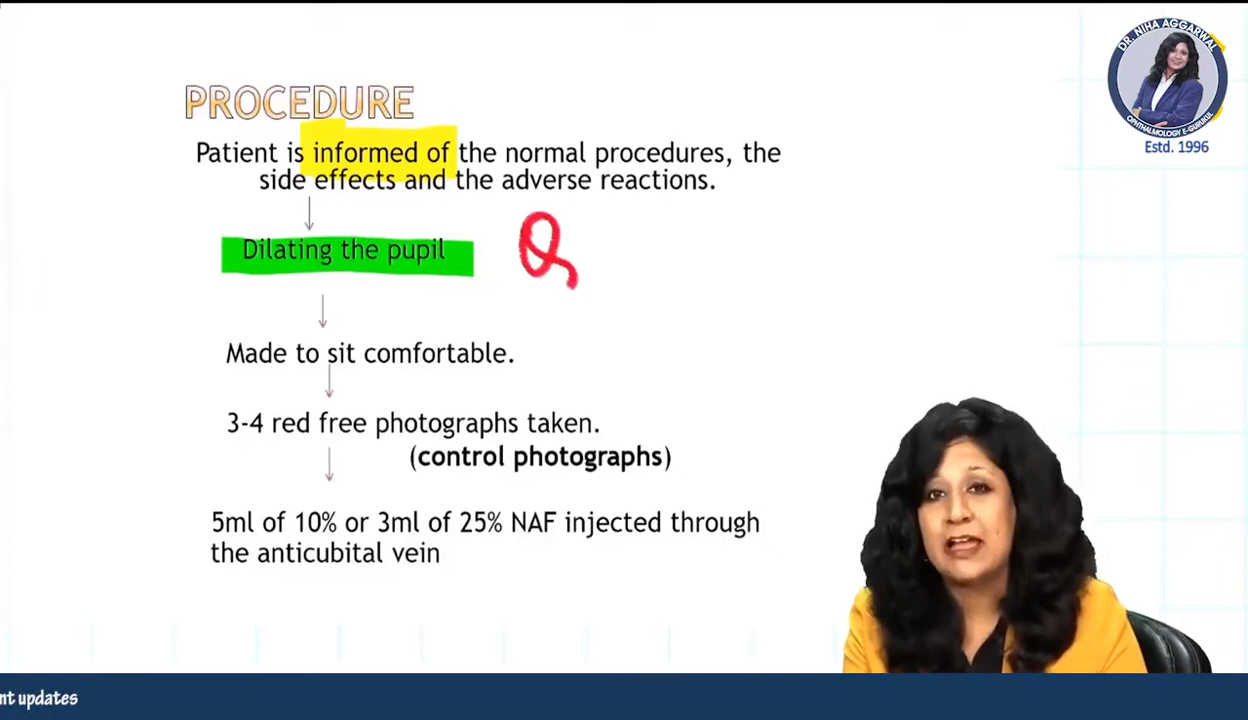 DR. NIHA AGGARWAL
OPHTHALMOLOGY E-GURUKUL
Estd. 1996
PROCEDURE
Patient is informed of the normal procedures, the
side effects and the adverse reactions.
Dilating the pupil
Q
Made to sit comfortable.
3-4 red free photographs taken.
(control photographs)
5ml of 10% or 3ml of 25% NAF injected through
the anticubital vein
nt updates